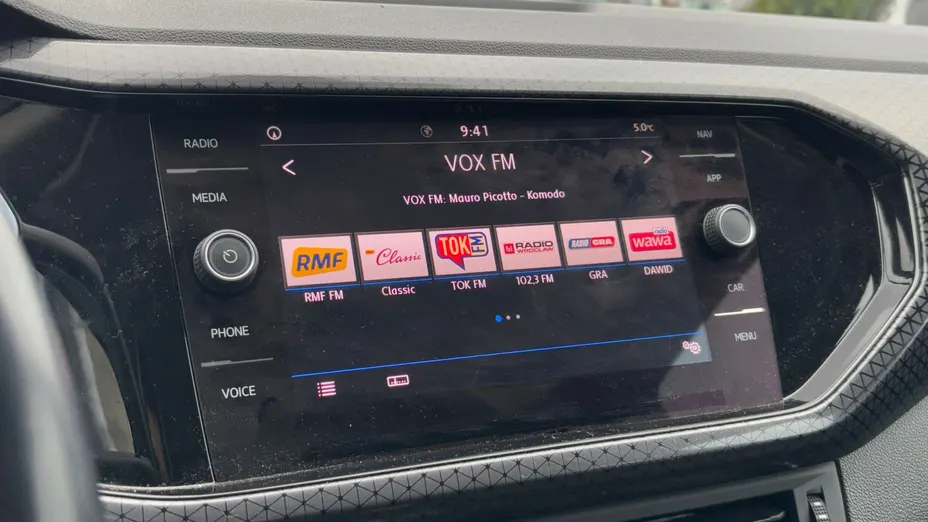 RADIO
MEDIA
PHONE
VOICE
9:41
5.0°C
VOX FM
VOX FM: Mauro Picotto - Komodo
RMF
Classic
TOK FM
RADIO WROCŁAW
RADIO GRA
radio
wawa
RMF FM
Classic
TOK FM
102,3 FM
GRA
DAWID
NAV
APP
CAR
MENU